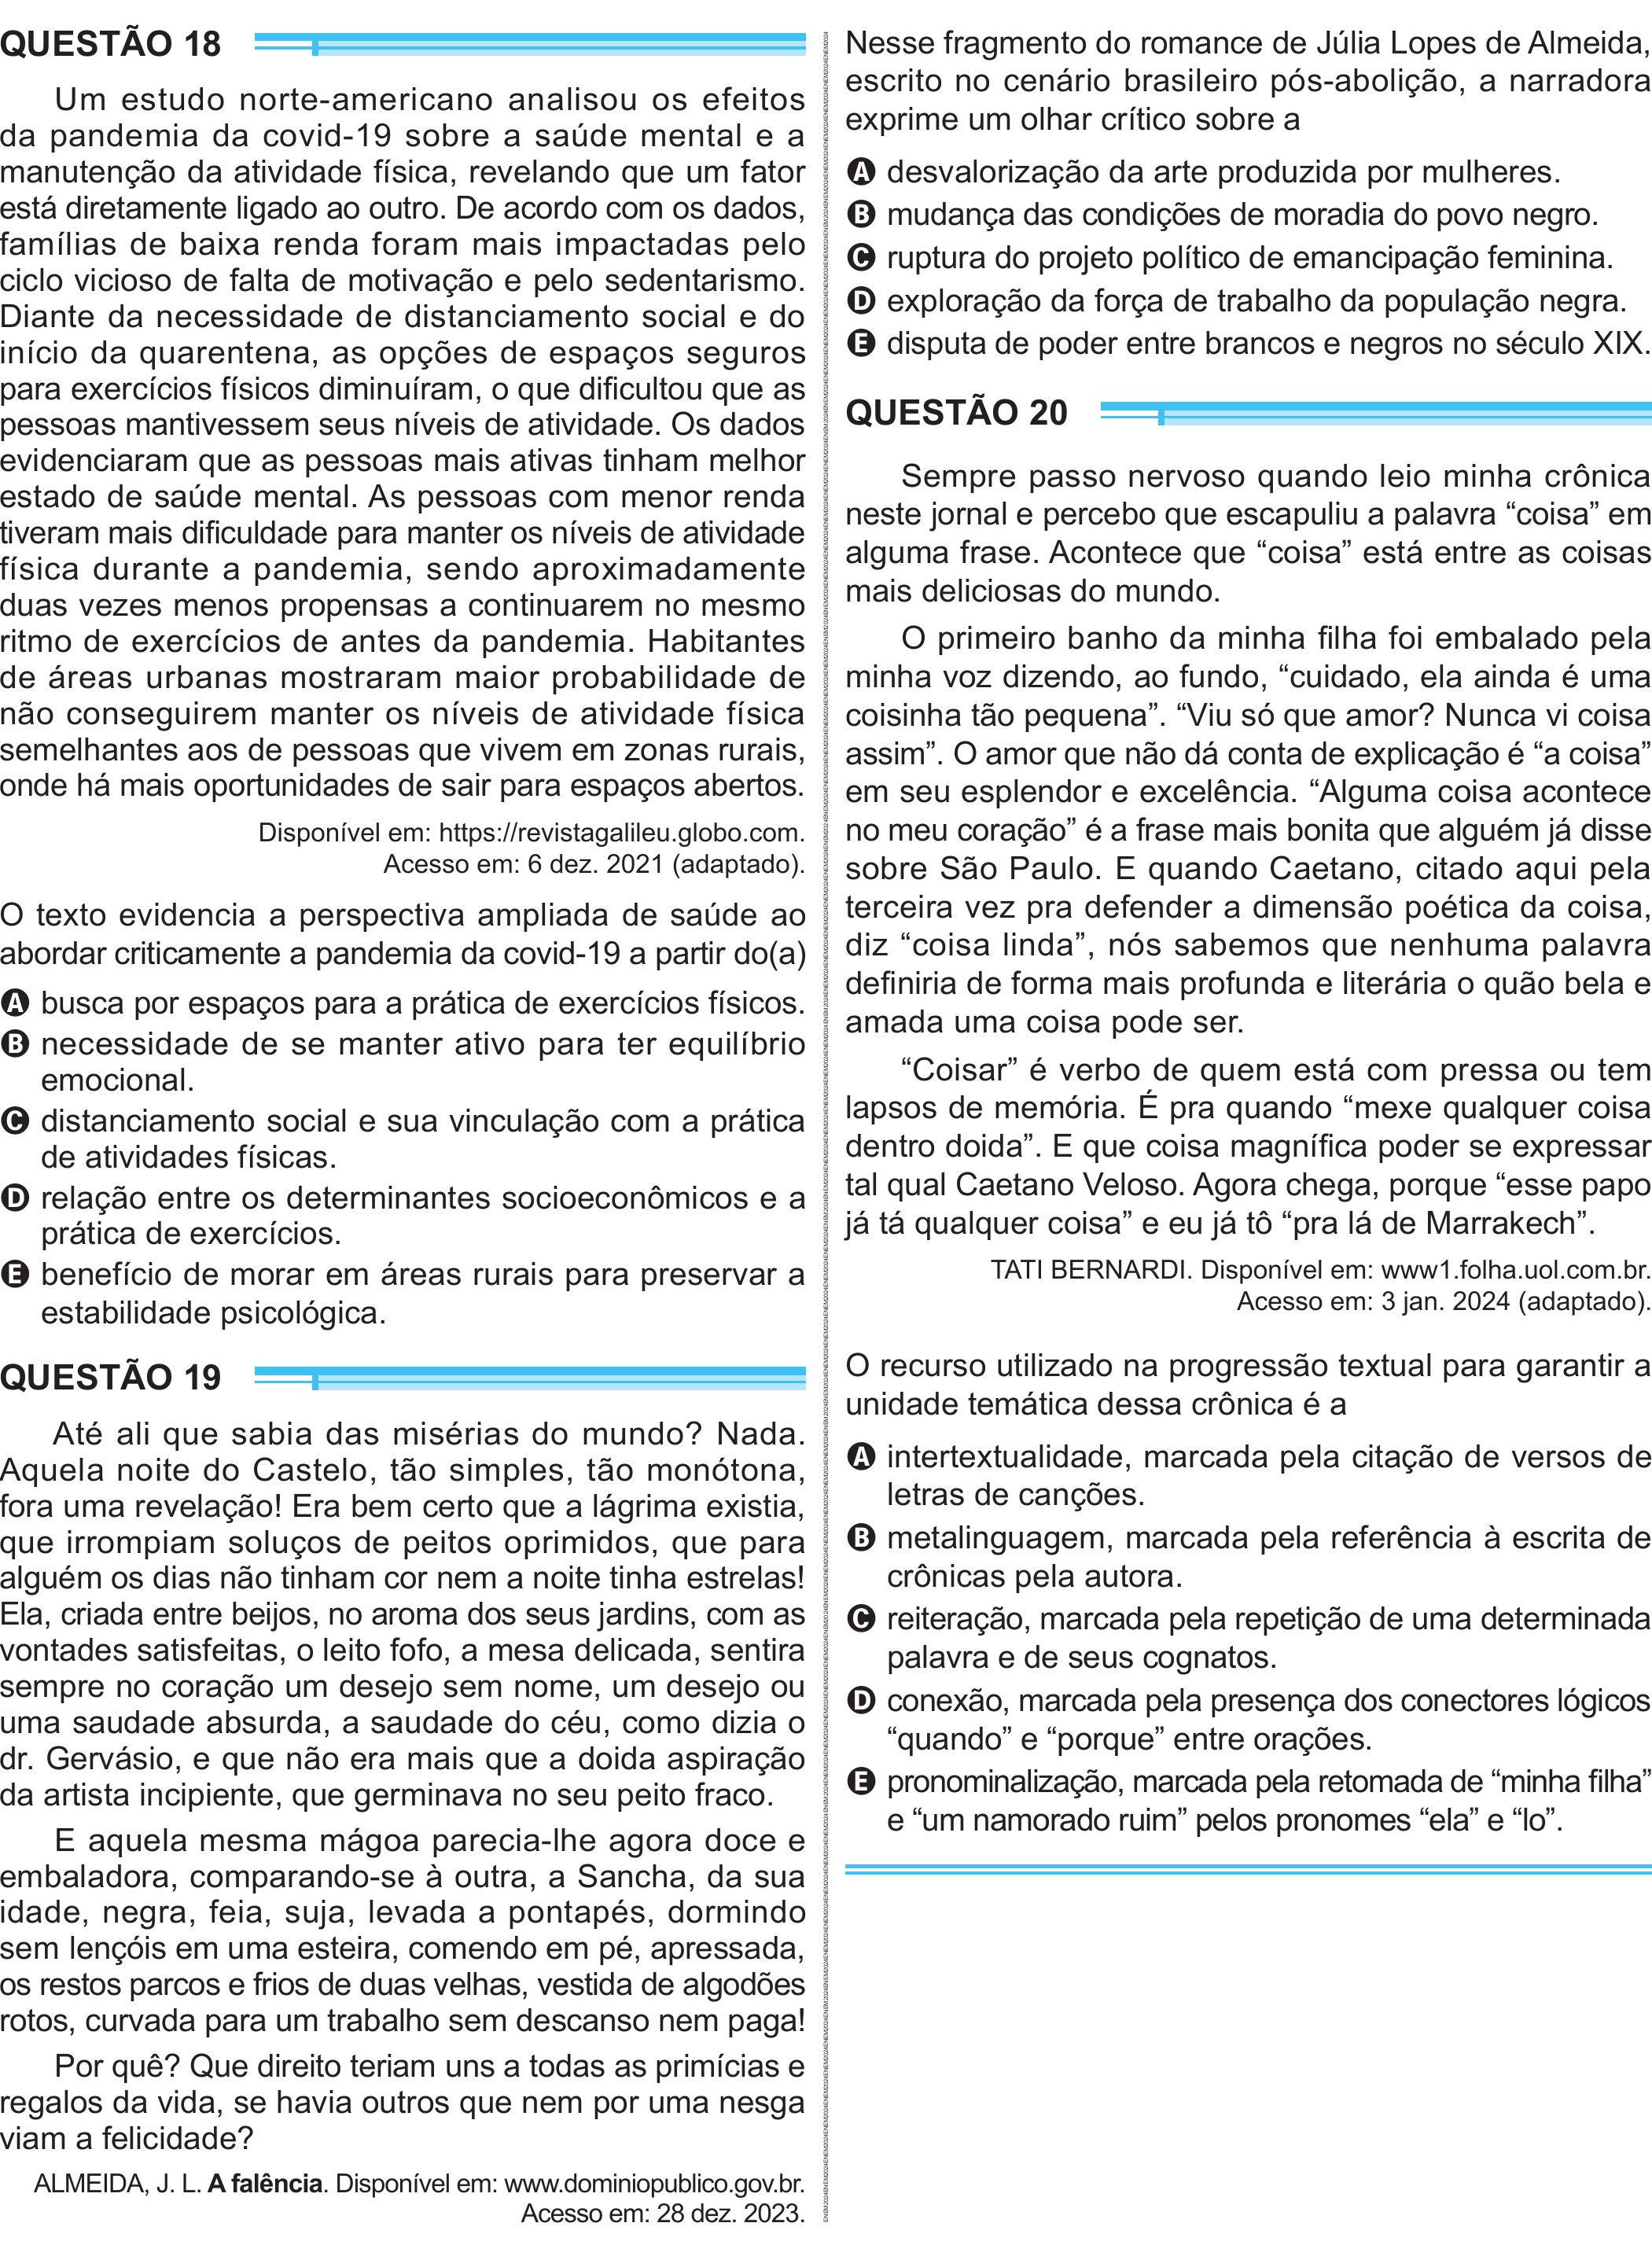 QUESTÃO 18
Um estudo norte-americano analisou os efeitos
da pandemia da covid-19 sobre a saúde mental e a
manutenção da atividade física, revelando que um fator
está diretamente ligado ao outro. De acordo com os dados,
famílias de baixa renda foram mais impactadas pelo
ciclo vicioso de falta de motivação e pelo sedentarismo.
Diante da necessidade de distanciamento social e do
início da quarentena, as opções de espaços seguros
para exercícios físicos diminuíram, o que dificultou que as
pessoas mantivessem seus níveis de atividade. Os dados
evidenciaram que as pessoas mais ativas tinham melhor
estado de saúde mental. As pessoas com menor renda
tiveram mais dificuldade para manter os níveis de atividade
física durante a pandemia, sendo aproximadamente
duas vezes menos propensas a continuarem no mesmo
ritmo de exercícios de antes da pandemia. Habitantes
de áreas urbanas mostraram maior probabilidade de
não conseguirem manter os níveis de atividade física
semelhantes aos de pessoas que vivem em zonas rurais,
onde há mais oportunidades de sair para espaços abertos.
Disponível em: https://revistagalileu.globo.com.
Acesso em: 6 dez. 2021 (adaptado).
O texto evidencia a perspectiva ampliada de saúde ao
abordar criticamente a pandemia da covid-19 a partir do(a)
A busca por espaços para a prática de exercícios físicos.
B necessidade de se manter ativo para ter equilíbrio
emocional.
C distanciamento social e sua vinculação com a prática
de atividades físicas.
D relação entre os determinantes socioeconômicos e a
prática de exercícios.
E benefício de morar em áreas rurais para preservar a
estabilidade psicológica.
QUESTÃO 19
Até ali que sabia das misérias do mundo? Nada.
Aquela noite do Castelo, tão simples, tão monótona,
fora uma revelação! Era bem certo que a lágrima existia,
que irrompiam soluços de peitos oprimidos, que para
alguém os dias não tinham cor nem a noite tinha estrelas!
Ela, criada entre beijos, no aroma dos seus jardins, com as
vontades satisfeitas, o leito fofo, a mesa delicada, sentira
sempre no coração um desejo sem nome, um desejo ou
uma saudade absurda, a saudade do céu, como dizia o
dr. Gervásio, e que não era mais que a doida aspiração
da artista incipiente, que germinava no seu peito fraco.
E aquela mesma mágoa parecia-lhe agora doce e
embaladora, comparando-se à outra, a Sancha, da sua
idade, negra, feia, suja, levada a pontapés, dormindo
sem lençóis em uma esteira, comendo em pé, apressada,
os restos parcos e frios de duas velhas, vestida de algodões
rotos, curvada para um trabalho sem descanso nem paga!
Por quê? Que direito teriam uns a todas as primícias e
regalos da vida, se havia outros que nem por uma nesga
viam a felicidade?
ALMEIDA, J. L. A falência. Disponível em: www.dominiopublico.gov.br.
Acesso em: 28 dez. 2023.
Nesse fragmento do romance de Júlia Lopes de Almeida,
escrito no cenário brasileiro pós-abolição, a narradora
exprime um olhar crítico sobre a
A desvalorização da arte produzida por mulheres.
B mudança das condições de moradia do povo negro.
C ruptura do projeto político de emancipação feminina.
D exploração da força de trabalho da população negra.
E disputa de poder entre brancos e negros no século XIX.
QUESTÃO 20
Sempre passo nervoso quando leio minha crônica
neste jornal e percebo que escapuliu a palavra “coisa” em
alguma frase. Acontece que “coisa” está entre as coisas
mais deliciosas do mundo.
O primeiro banho da minha filha foi embalado pela
minha voz dizendo, ao fundo, “cuidado, ela ainda é uma
coisinha tão pequena”. “Viu só que amor? Nunca vi coisa
assim”. O amor que não dá conta de explicação é “a coisa”
em seu esplendor e excelência. “Alguma coisa acontece
no meu coração” é a frase mais bonita que alguém já disse
sobre São Paulo. E quando Caetano, citado aqui pela
terceira vez pra defender a dimensão poética da coisa,
diz “coisa linda”, nós sabemos que nenhuma palavra
definiria de forma mais profunda e literária o quão bela e
amada uma coisa pode ser.
“Coisar” é verbo de quem está com pressa ou tem
lapsos de memória. É pra quando “mexe qualquer coisa
dentro doida”. E que coisa magnífica poder se expressar
tal qual Caetano Veloso. Agora chega, porque “esse papo
já tá qualquer coisa” e eu já tô “pra lá de Marrakech”.
TATI BERNARDI. Disponível em: www1.folha.uol.com.br.
Acesso em: 3 jan. 2024 (adaptado).
O recurso utilizado na progressão textual para garantir a
unidade temática dessa crônica é a
A intertextualidade, marcada pela citação de versos de
letras de canções.
B metalinguagem, marcada pela referência à escrita de
crônicas pela autora.
C reiteração, marcada pela repetição de uma determinada
palavra e de seus cognatos.
D conexão, marcada pela presença dos conectores lógicos
“quando” e “porque” entre orações.
E pronominalização, marcada pela retomada de “minha filha”
e “um namorado ruim” pelos pronomes “ela” e “lo”.